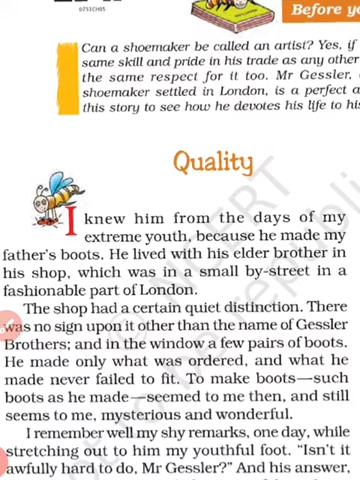 0753CH05
Before yo
Can a shoemaker be called an artist? Yes, if
same skill and pride in his trade as any other
the same respect for it too. Mr Gessler,
shoemaker settled in London, is a perfect
this story to see how he devotes his life to his
Quality
I knew him from the days of my
extreme youth, because he made my
father's boots. He lived with his elder brother in
his shop, which was in a small by-street in a
fashionable part of London.
The shop had a certain quiet distinction. There
was no sign upon it other than the name of Gessler
Brothers; and in the window a few pairs of boots.
He made only what was ordered, and what he
made never failed to fit. To make boots—such
boots as he made—seemed to me then, and still
seems to me, mysterious and wonderful.
I remember well my shy remarks, one day, while
stretching out to him my youthful foot. "Isn't it
awfully hard to do, Mr Gessler?" And his answer,
© NCERT
not to be republi